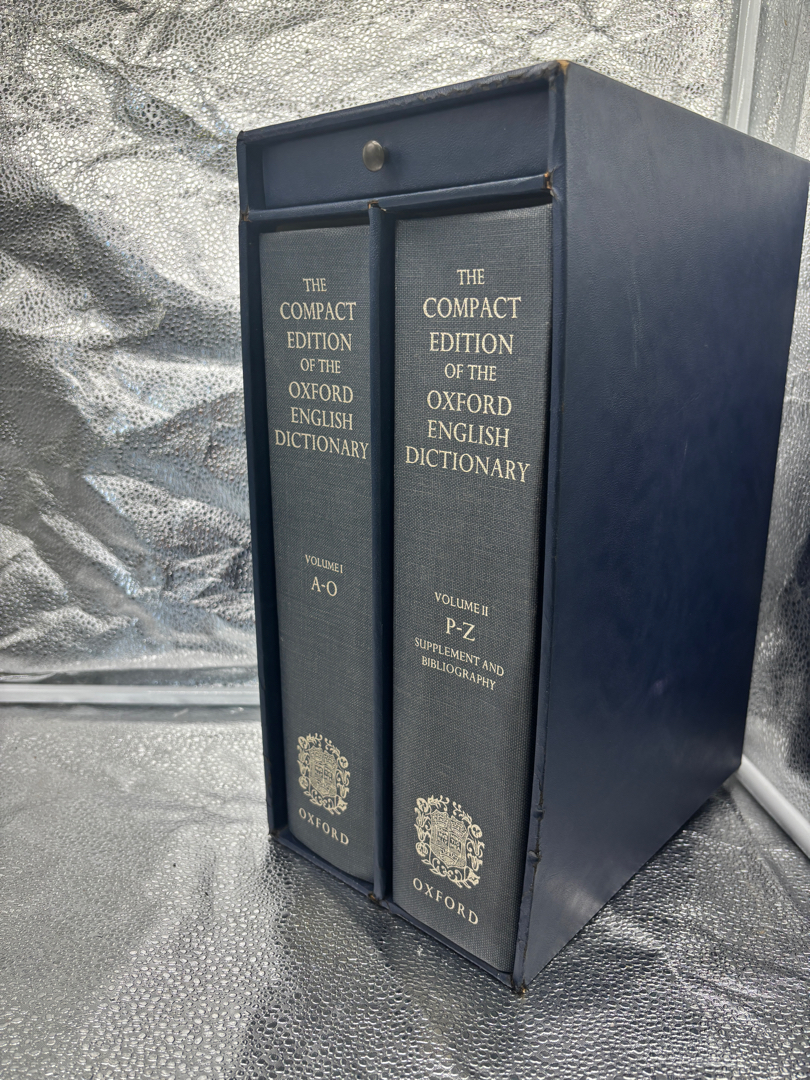 THE
COMPACT
EDITION
OF THE
OXFORD
ENGLISH
DICTIONARY
VOLUME I
A-O
OXFORD
THE
COMPACT
EDITION
OF THE
OXFORD
ENGLISH
DICTIONARY
VOLUME II
P-Z
SUPPLEMENT AND
BIBLIOGRAPHY
OXFORD